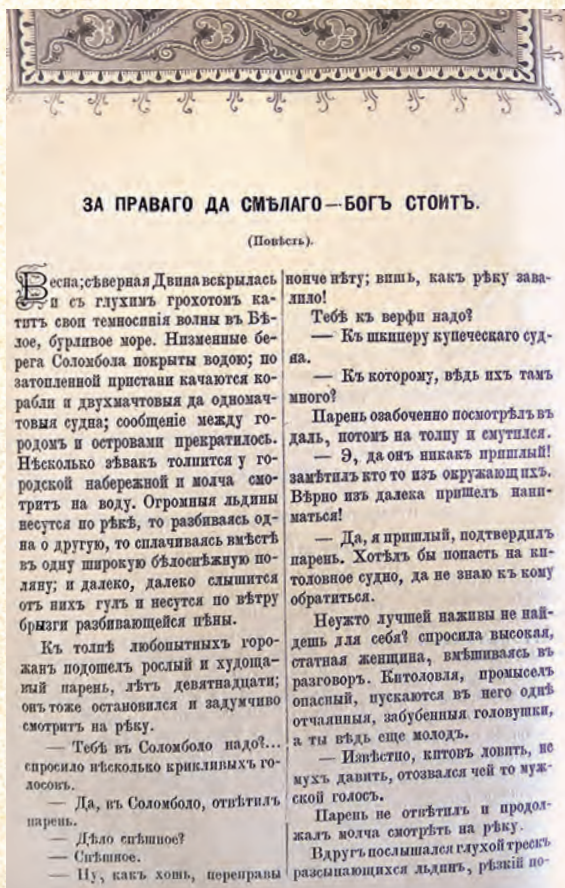 ЗА ПРАВАГО ДА СМѢЛАГО—БОГЪ СТОИТЪ.
(Повѣсть).
Весна; сѣверная Двина вскрылась
и съ глухимъ грохотомъ ка-
титъ свои темносинія волны въ Бѣ-
лое, бурливое море. Низменные бе-
рега Соломбола покрыты водою; по
затопленной пристани качаются ко-
рабли и двухмачтовыя да одномач-
товыя судна; сообщеніе между го-
родомъ и островами прекратилось.
Нѣсколько зѣвакъ толпится у го-
родской набережной и молча смо-
тритъ на воду. Огромныя льдины
несутся по рѣкѣ, то разбиваясь од-
на о другую, то сплачиваясь вмѣстѣ
въ одну широкую бѣлоснѣжную по-
ляну; и далеко, далеко слышится
отъ нихъ гулъ и несутся по вѣтру
брызги разбивающейся пѣны.
Къ толпѣ любопытныхъ горо-
жанъ подошелъ рослый и худоща-
вый парень, лѣтъ девятнадцати;
онъ тоже остановился и задумчиво
смотритъ на рѣку.
— Тебѣ въ Соломболо надо?...
спросило нѣсколько крикливыхъ го-
лосовъ.
— Да, въ Соломболо, отвѣтилъ
парень.
— Дѣло спѣшное?
— Спѣшное.
— Ну, какъ хошь, переправы
нонче нѣту; вишь, какъ рѣку зава-
лило!
Тебѣ къ верфи надо?
— Къ шкиперу купеческаго суд-
на.
— Къ которому, вѣдь ихъ тамъ
много?
Парень озабоченно посмотрѣлъ въ
даль, потомъ на толпу и смутился.
— Э, да онъ никакъ пришлый!
замѣтилъ кто то изъ окружающихъ.
Вѣрно изъ далека пришелъ нани-
маться!
— Да, я пришлый, подтвердилъ
парень. Хотѣлъ бы попасть на ки-
толовное судно, да не знаю къ кому
обратиться.
Неужто лучшей наживы не най-
дешь для себя? спросила высокая,
статная женщина, вмѣшиваясь въ
разговоръ. Китоловля, промыселъ
опасный, пускаются въ него однѣ
отчаянныя, забубенныя головушки,
а ты вѣдь еще молодъ.
— Извѣстно, китовъ ловить, не
мухъ давить, отозвался чей то муж-
ской голосъ.
Парень не отвѣтилъ и продол-
жалъ молча смотрѣть на рѣку.
Вдругъ послышался глухой трескъ
разсыпающихся льдинъ, рѣзкій по-